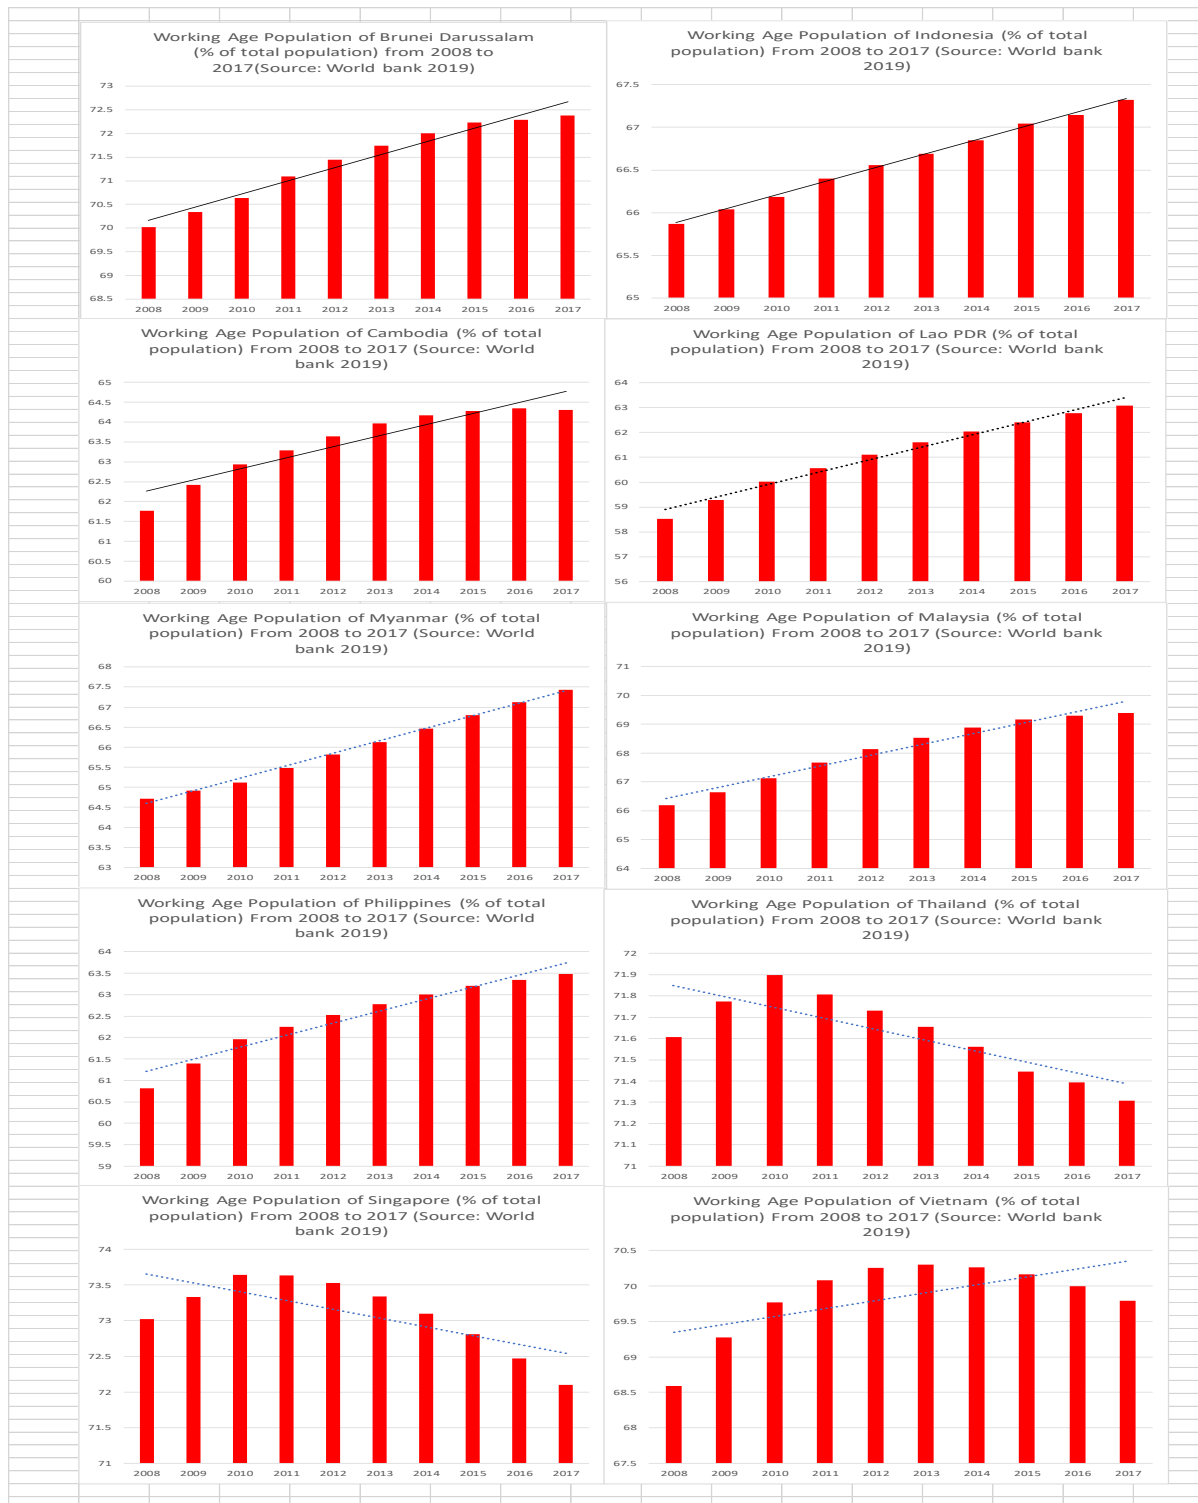 Working Age Population of Brunei Darussalam
(% of total population) from 2008 to
2017(Source: World bank 2019)
73
72.5
72
71.5
71
70.5
70
69.5
69
68.5
2008 2009 2010 2011 2012 2013 2014 2015 2016 2017
Working Age Population of Indonesia (% of total
population) From 2008 to 2017 (Source: World bank
2019)
67.5
67
66.5
66
65.5
65
2008 2009 2010 2011 2012 2013 2014 2015 2016 2017
Working Age Population of Cambodia (% of total
population) From 2008 to 2017 (Source: World
bank 2019)
65
64.5
64
63.5
63
62.5
62
61.5
61
60.5
60
2008 2009 2010 2011 2012 2013 2014 2015 2016 2017
Working Age Population of Lao PDR (% of total
population) From 2008 to 2017 (Source: World bank
2019)
64
63
62
61
60
59
58
57
56
2008 2009 2010 2011 2012 2013 2014 2015 2016 2017
Working Age Population of Myanmar (% of total
population) From 2008 to 2017 (Source: World
bank 2019)
68
67.5
67
66.5
66
65.5
65
64.5
64
63.5
63
2008 2009 2010 2011 2012 2013 2014 2015 2016 2017
Working Age Population of Malaysia (% of total
population) From 2008 to 2017 (Source: World bank
2019)
71
70
69
68
67
66
65
64
2008 2009 2010 2011 2012 2013 2014 2015 2016 2017
Working Age Population of Philippines (% of total
population) From 2008 to 2017 (Source: World
bank 2019)
64
63.5
63
62.5
62
61.5
61
60.5
60
59.5
59
2008 2009 2010 2011 2012 2013 2014 2015 2016 2017
Working Age Population of Thailand (% of total
population) From 2008 to 2017 (Source: World bank
2019)
72
71.9
71.8
71.7
71.6
71.5
71.4
71.3
71.2
71.1
71
2008 2009 2010 2011 2012 2013 2014 2015 2016 2017
Working Age Population of Singapore (% of total
population) From 2008 to 2017 (Source: World
bank 2019)
74
73.5
73
72.5
72
71.5
71
2008 2009 2010 2011 2012 2013 2014 2015 2016 2017
Working Age Population of Vietnam (% of total
population) From 2008 to 2017 (Source: World bank
2019)
70.5
70
69.5
69
68.5
68
67.5
2008 2009 2010 2011 2012 2013 2014 2015 2016 2017